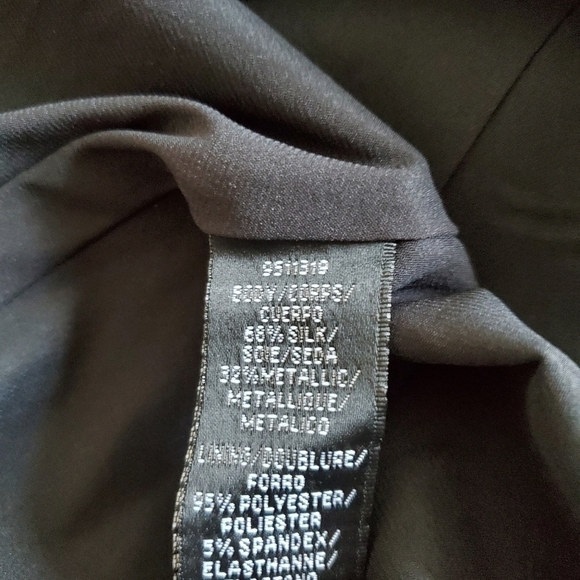 9511319
BODY/CORPS/
CUERPO
68% SILK/
SOIE/SEDA
32% METALLIC/
METALLIQUE/
METALICO
LINING/DOUBLURE/
FORRO
95% POLYESTER/
POLIESTER
5% SPANDEX/
ELASTHANNE/